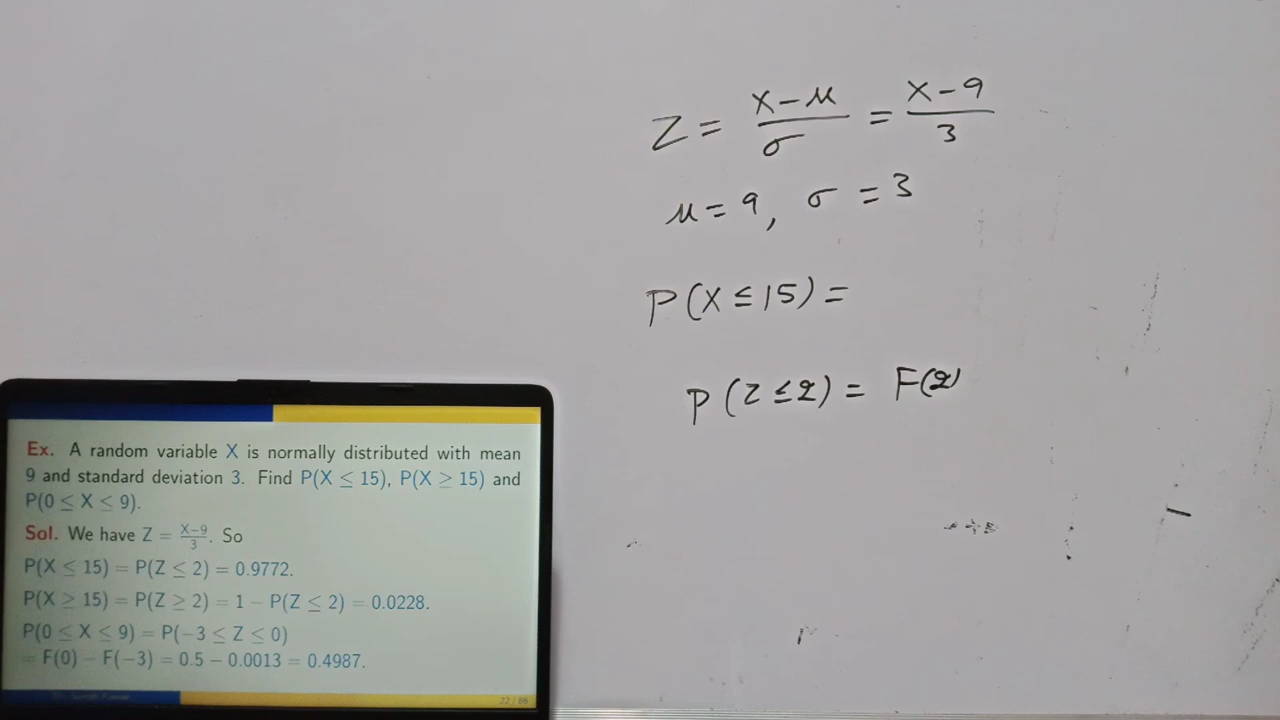 Z = X-μ/σ = X-9/3
μ = 9, σ = 3
P(X ≤ 15) =
P(Z ≤ z) = F(z)
Ex. A random variable X is normally distributed with mean
9 and standard deviation 3. Find P(X ≤ 15), P(X ≥ 15) and
P(0 ≤ X ≤ 9).
Sol. We have Z = X−9/3. So
P(X ≤ 15) = P(Z ≤ 2) = 0.9772.
P(X ≥ 15) = P(Z ≥ 2) = 1 − P(Z ≤ 2) = 0.0228.
P(0 ≤ X ≤ 9) = P(−3 ≤ Z ≤ 0)
= F(0) − F(−3) = 0.5 − 0.0013 = 0.4987.
22 / 86